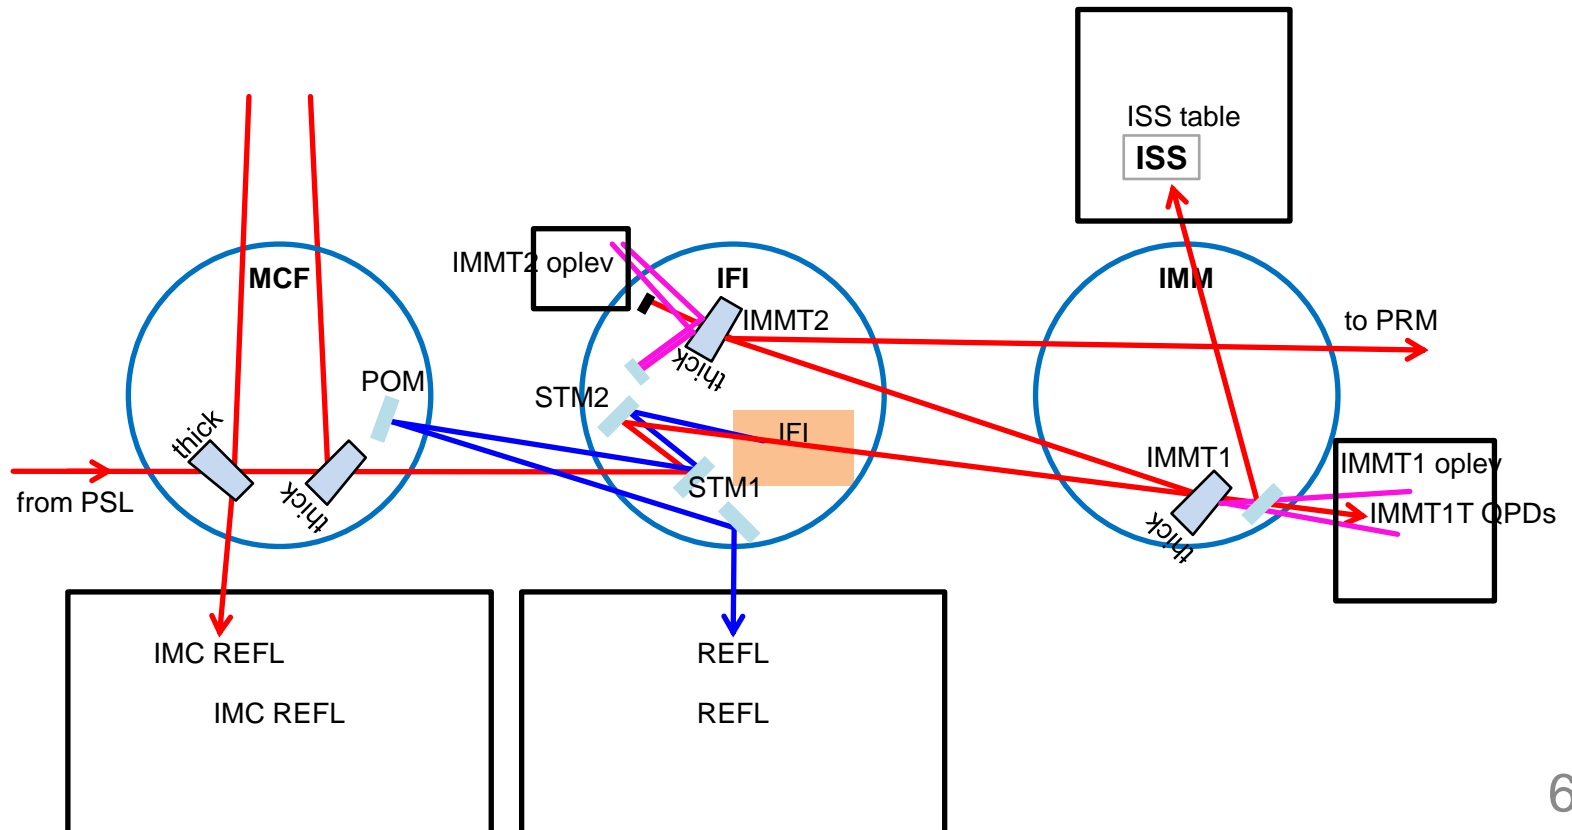 ISS table
ISS
IMMT2 oplev
MCF
IFI
IMM
IMMT2
to PRM
thick
POM
STM2
thick
IFI
IMMT1
IMMT1 oplev
from PSL
thick
STM1
thick
IMMT1T QPDs
IMC REFL
REFL
IMC REFL
REFL
6